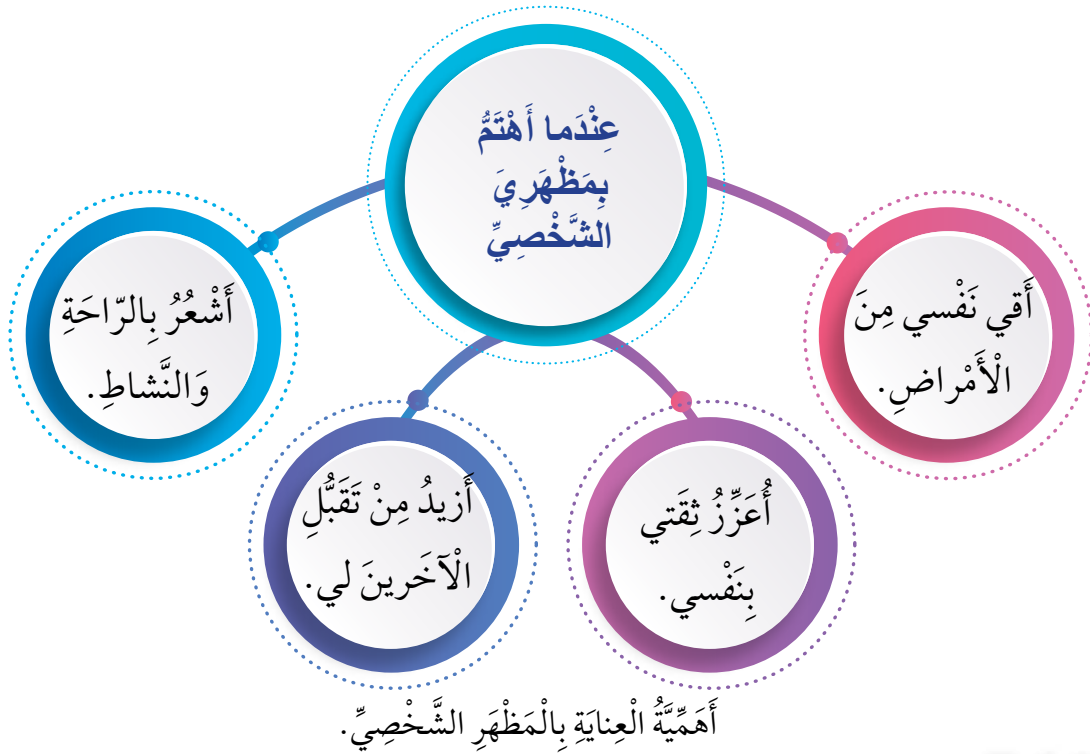 عِنْدَما أَهْتَمُّ
بِمَظْهَرِيَ
الشَّخْصِيِّ
أَقي نَفْسي مِنَ
الْأَمْراضِ.
أُعَزِّزُ ثِقَتي
بِنَفْسي.
أَزيدُ مِنْ تَقَبُّلِ
الْآخَرينَ لي.
أَشْعُرُ بِالرّاحَةِ
وَالنَّشاطِ.
أَهَمِّيَّةُ الْعِنايَةِ بِالْمَظْهَرِ الشَّخْصِيِّ.